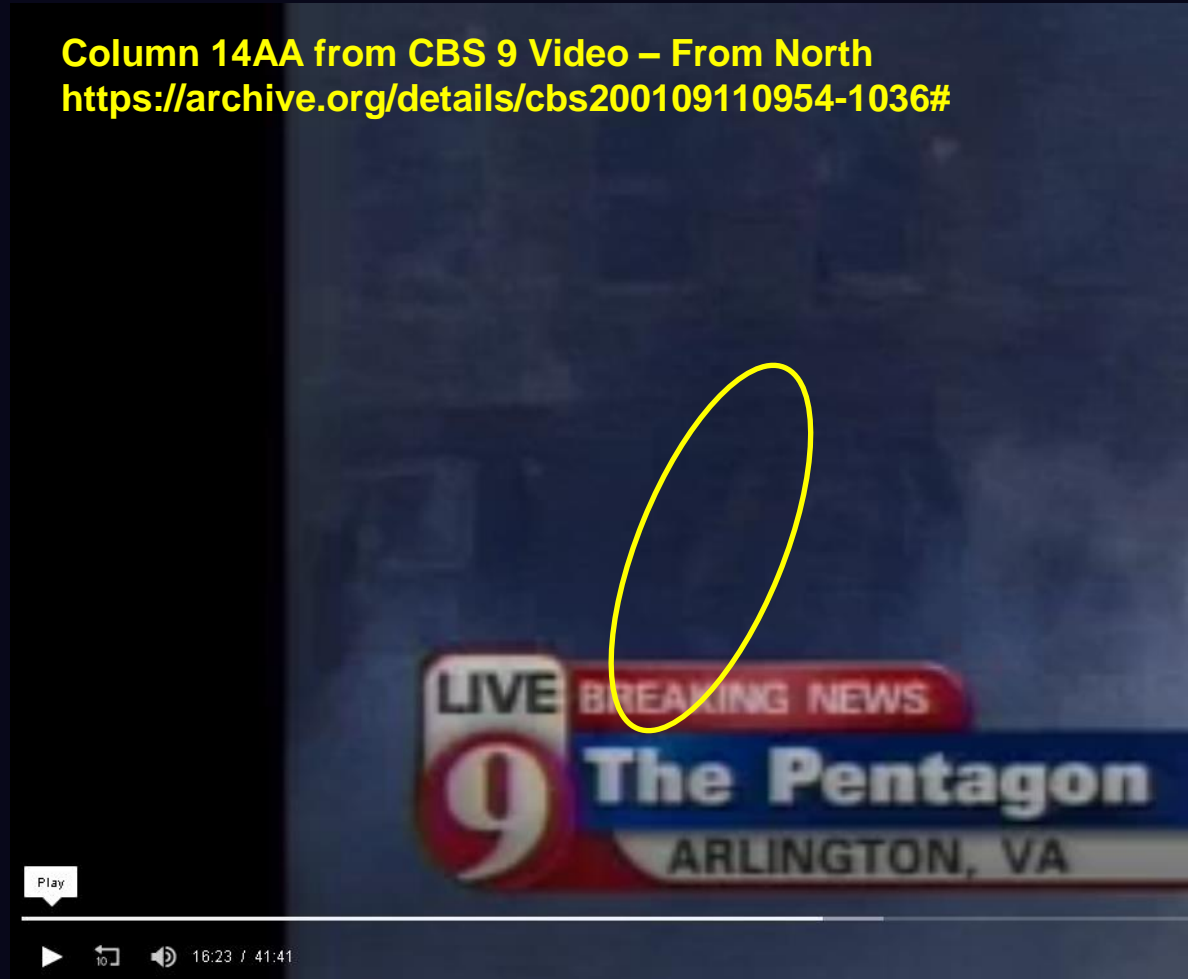 Column 14AA from CBS 9 Video – From North
https://archive.org/details/cbs200109110954-1036#
LIVE BREAKING NEWS
9 The Pentagon
ARLINGTON, VA
Play
10 16:23 / 41:41